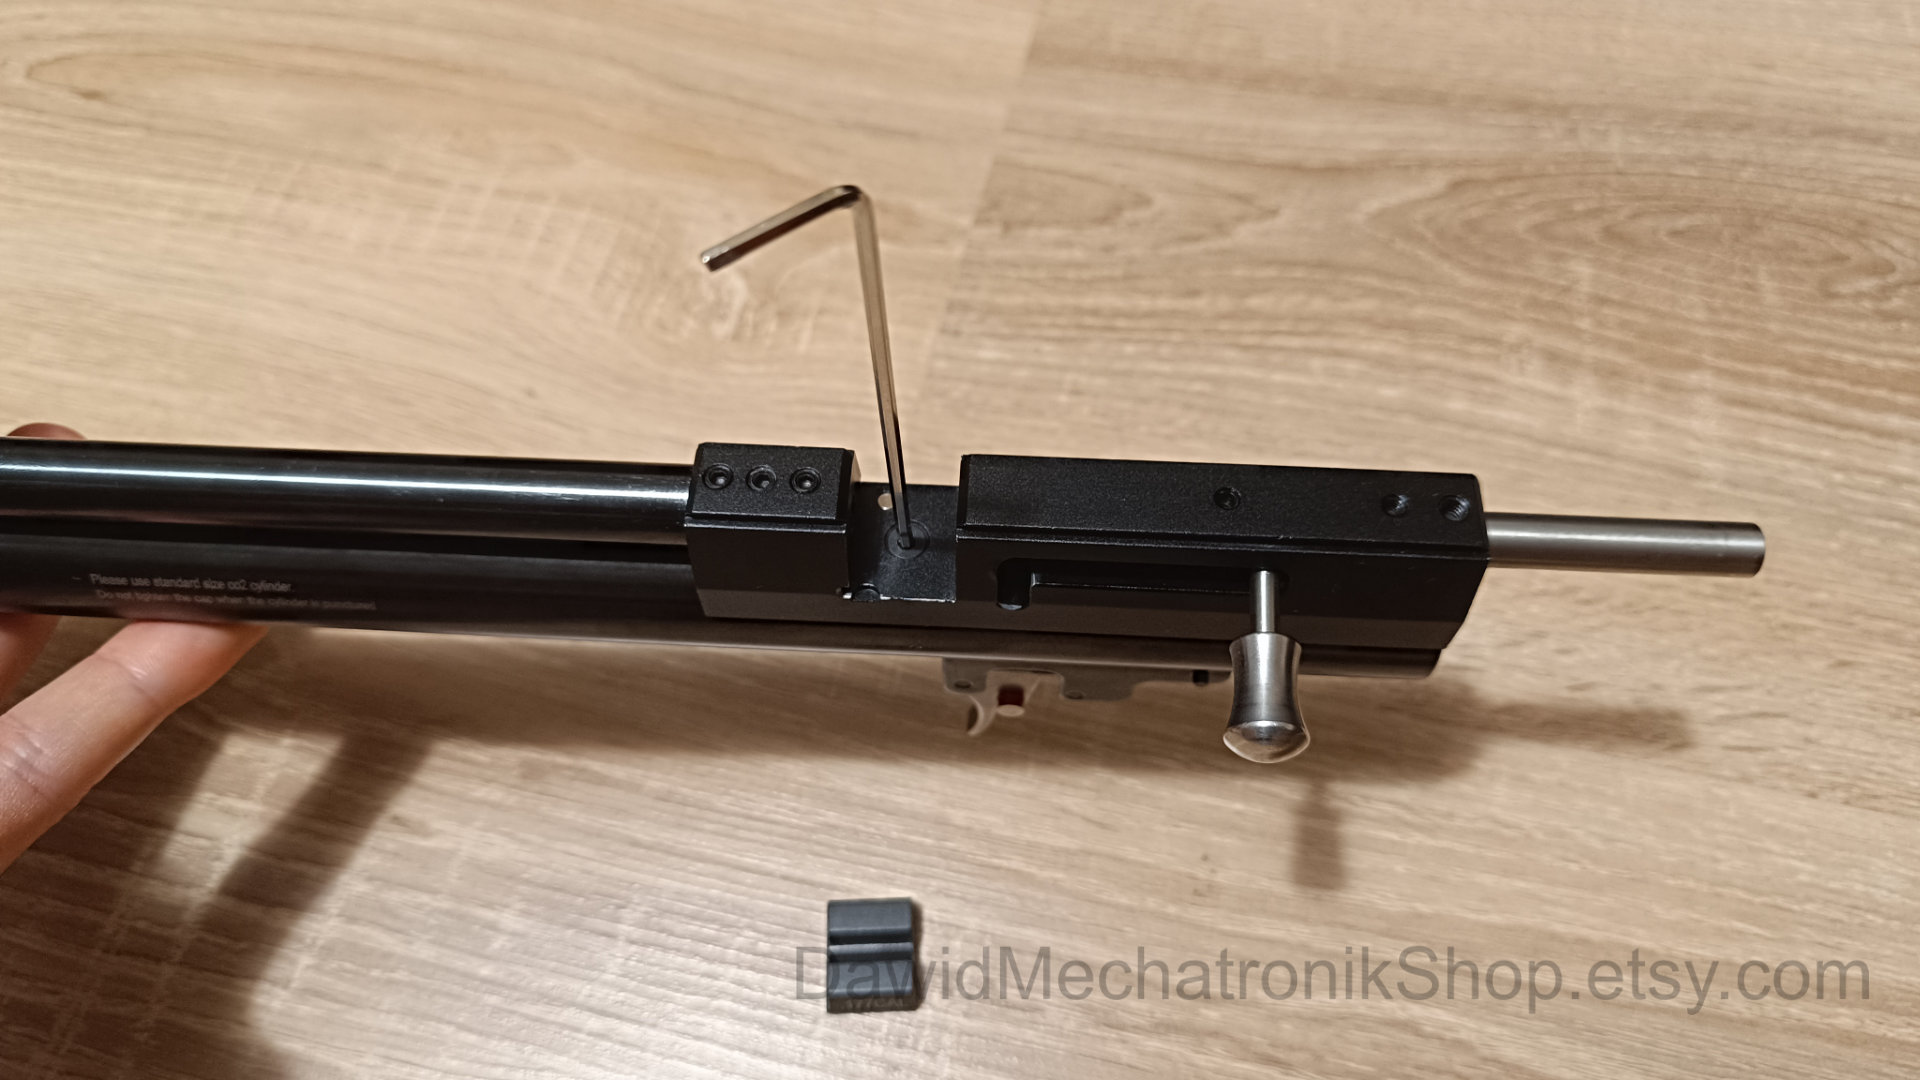 Please use standard size co2 cylinder.
Do not tighten the cap when the cylinder is punctured
.177CAL
DawidMechatronikShop.etsy.com